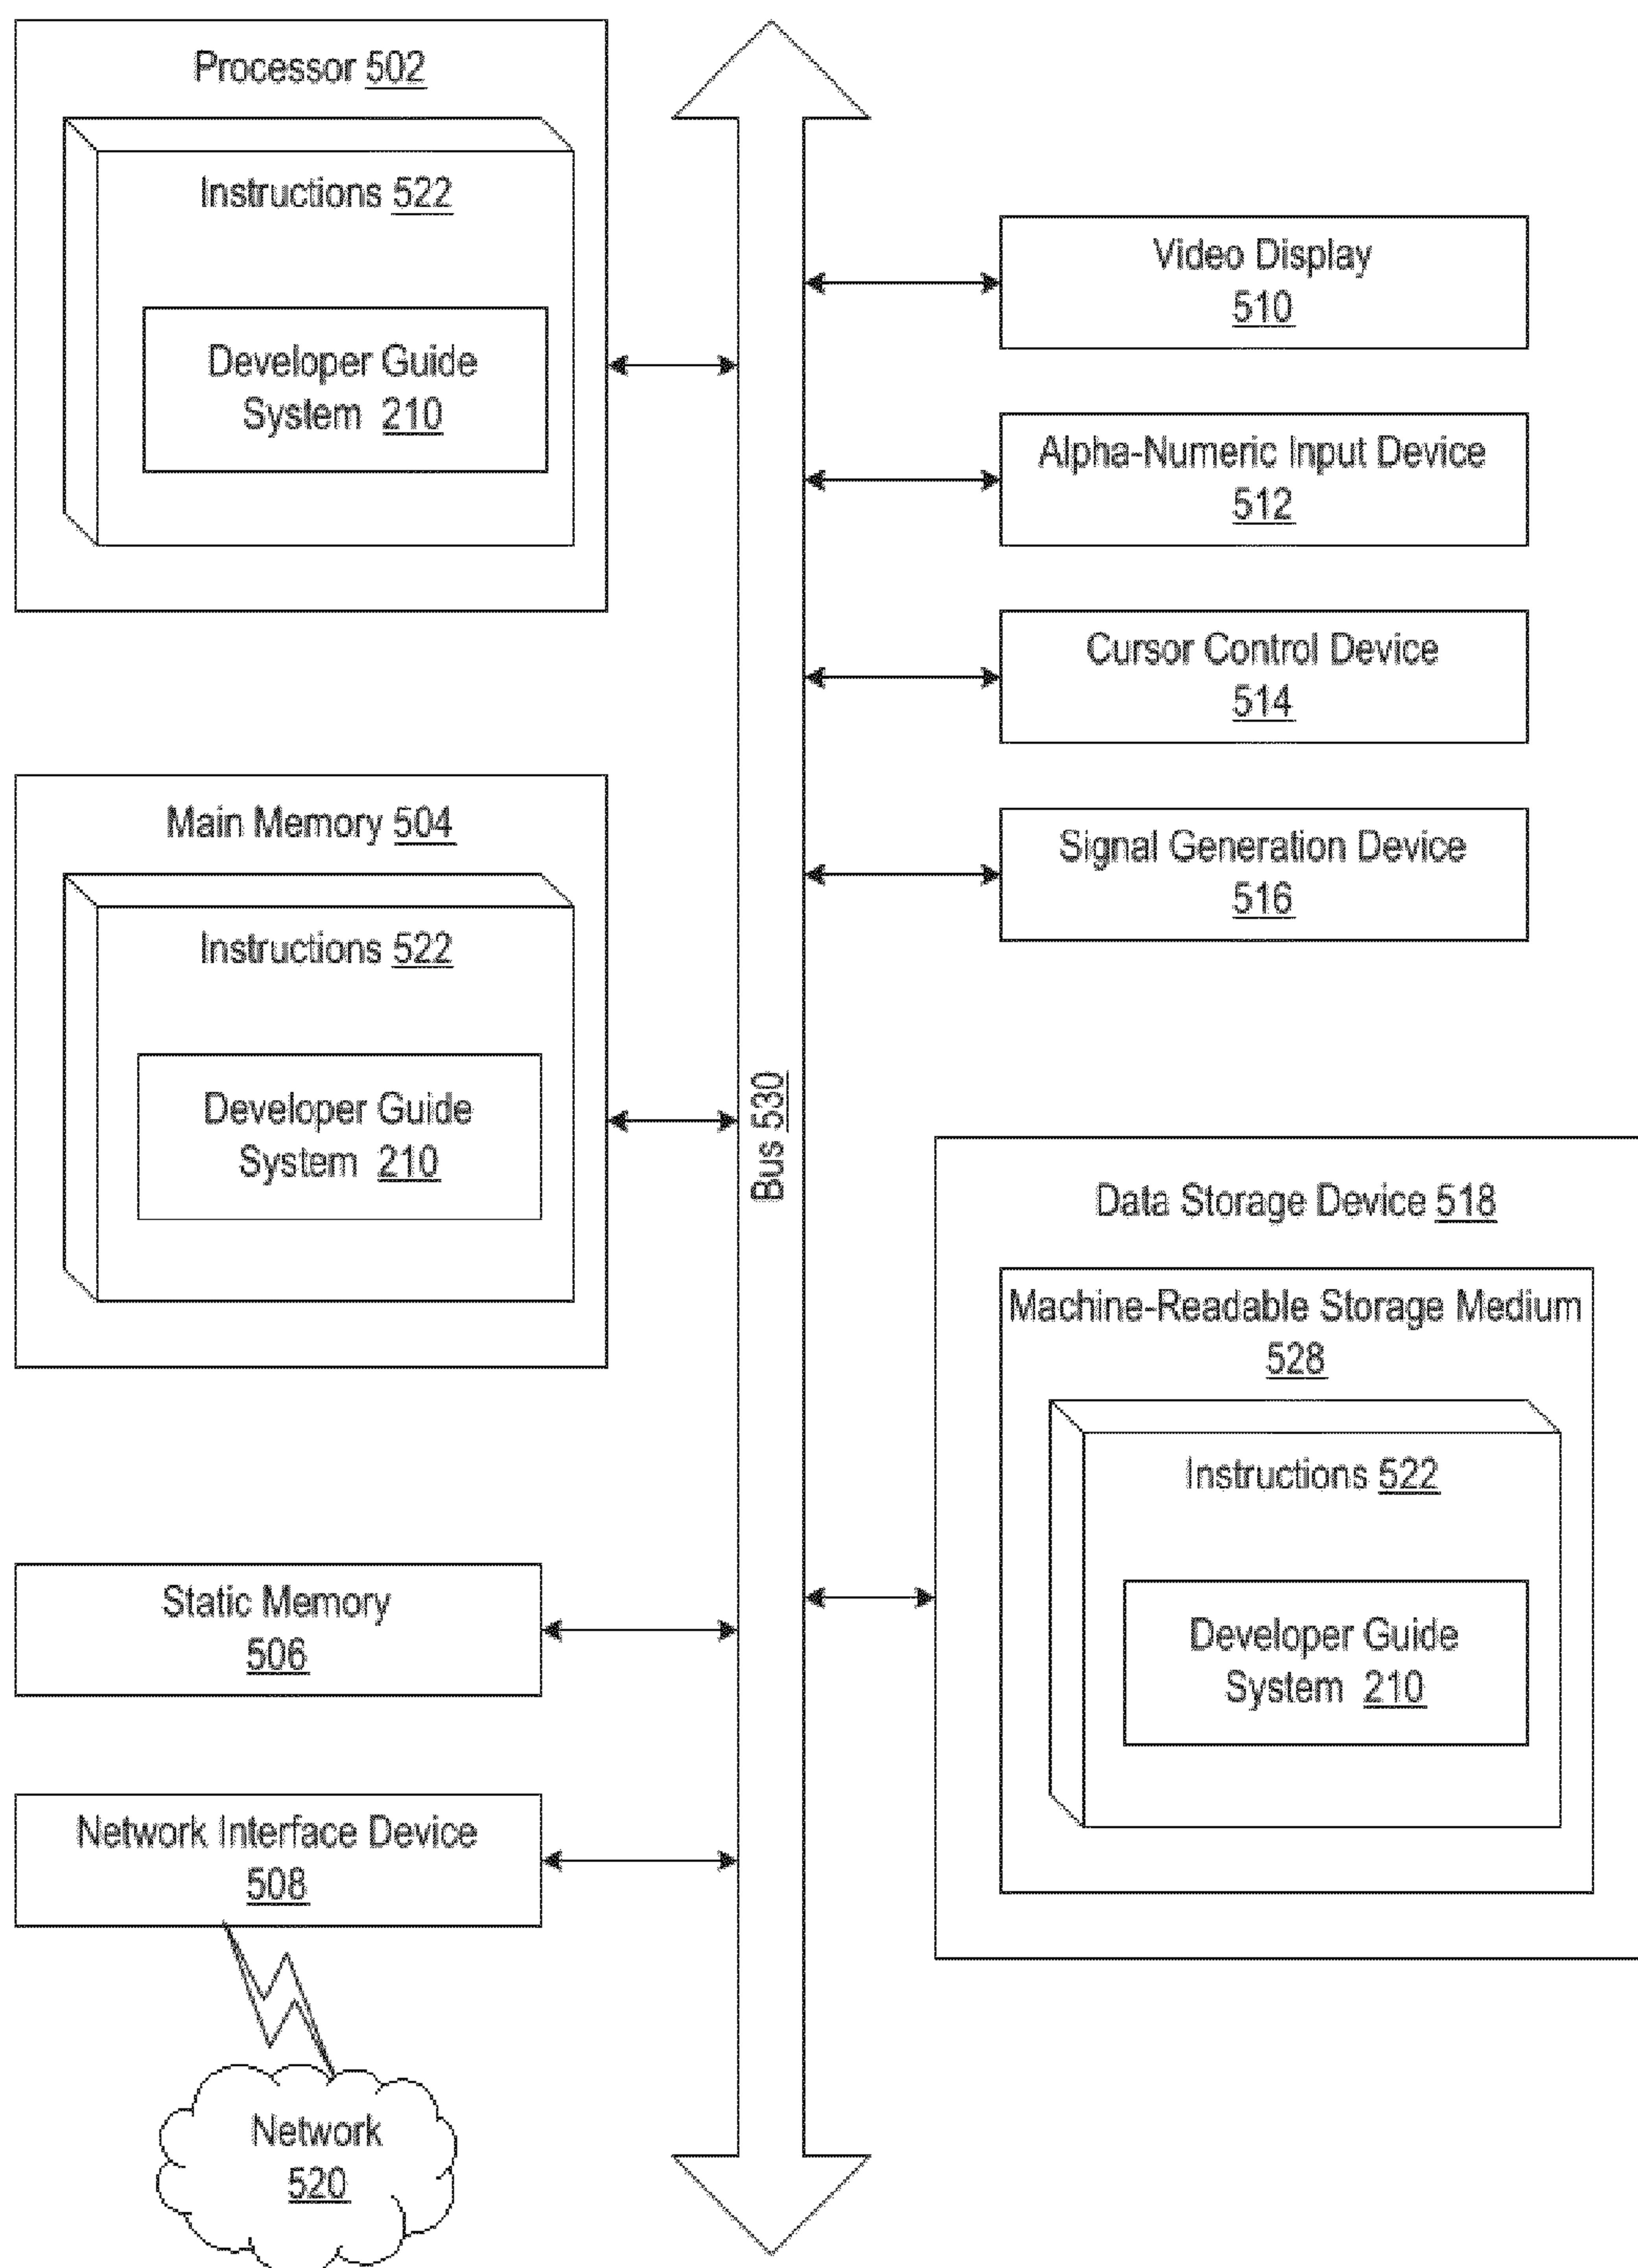 Processor 502
Instructions 522
Developer Guide
System 210
Main Memory 504
Instructions 522
Developer Guide
System 210
Static Memory
506
Network Interface Device
508
Network
520
Bus 530
Video Display
510
Alpha-Numeric Input Device
512
Cursor Control Device
514
Signal Generation Device
516
Data Storage Device 518
Machine-Readable Storage Medium
528
Instructions 522
Developer Guide
System 210